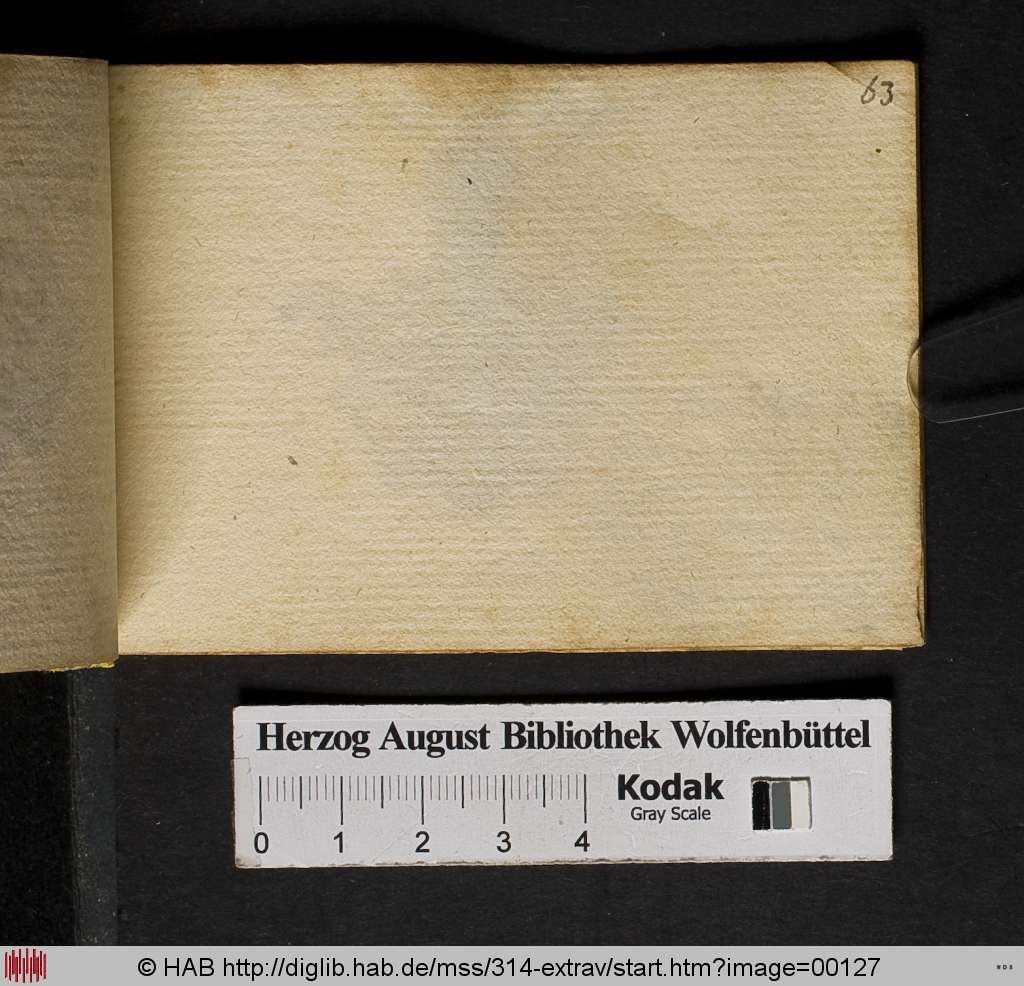 63
Herzog August Bibliothek Wolfenbüttel
Kodak
Gray Scale
0 1 2 3 4
© HAB http://diglib.hab.de/mss/314-extrav/start.htm?image=00127
WDB